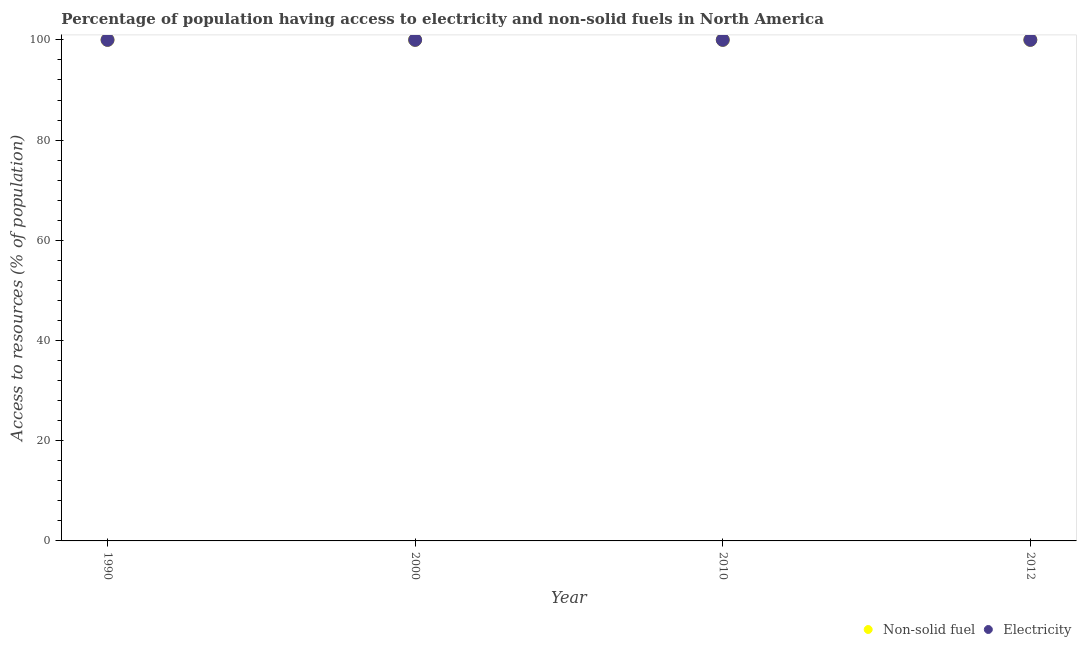 Percentage of population having access to electricity and non-solid fuels in North America
Access to resources (% of population)
100
80
60
40
20
0
1990
2000
2010
2012
Year
Non-solid fuel
Electricity